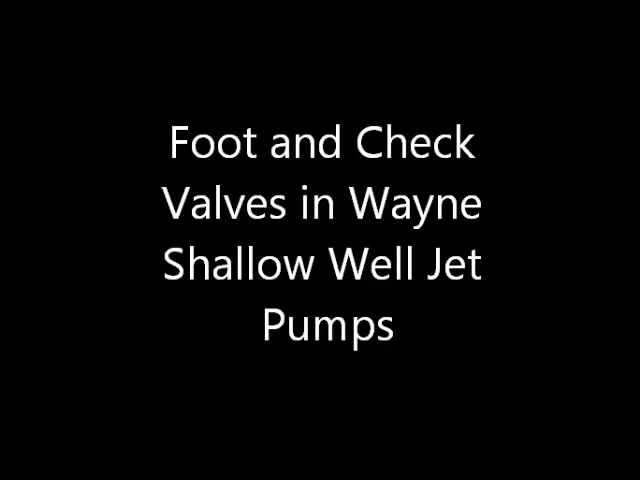 Foot and Check
Valves in Wayne
Shallow Well Jet
Pumps